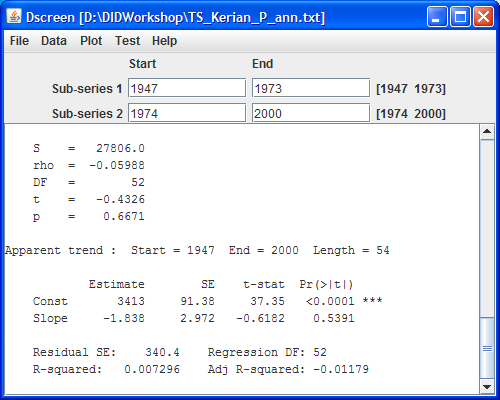 Dscreen [D:\DIDWorkshop\TS_Kerian_P_ann.txt]
File Data Plot Test Help
Start End
Sub-series 1 1947 1973 [1947 1973]
Sub-series 2 1974 2000 [1974 2000]
S = 27806.0
rho = -0.05988
DF = 52
t = -0.4326
p = 0.6671
Apparent trend : Start = 1947 End = 2000 Length = 54
Estimate SE t-stat Pr(>|t|)
Const 3413 91.38 37.35 <0.0001 ***
Slope -1.838 2.972 -0.6182 0.5391
Residual SE: 340.4 Regression DF: 52
R-squared: 0.007296 Adj R-squared: -0.01179